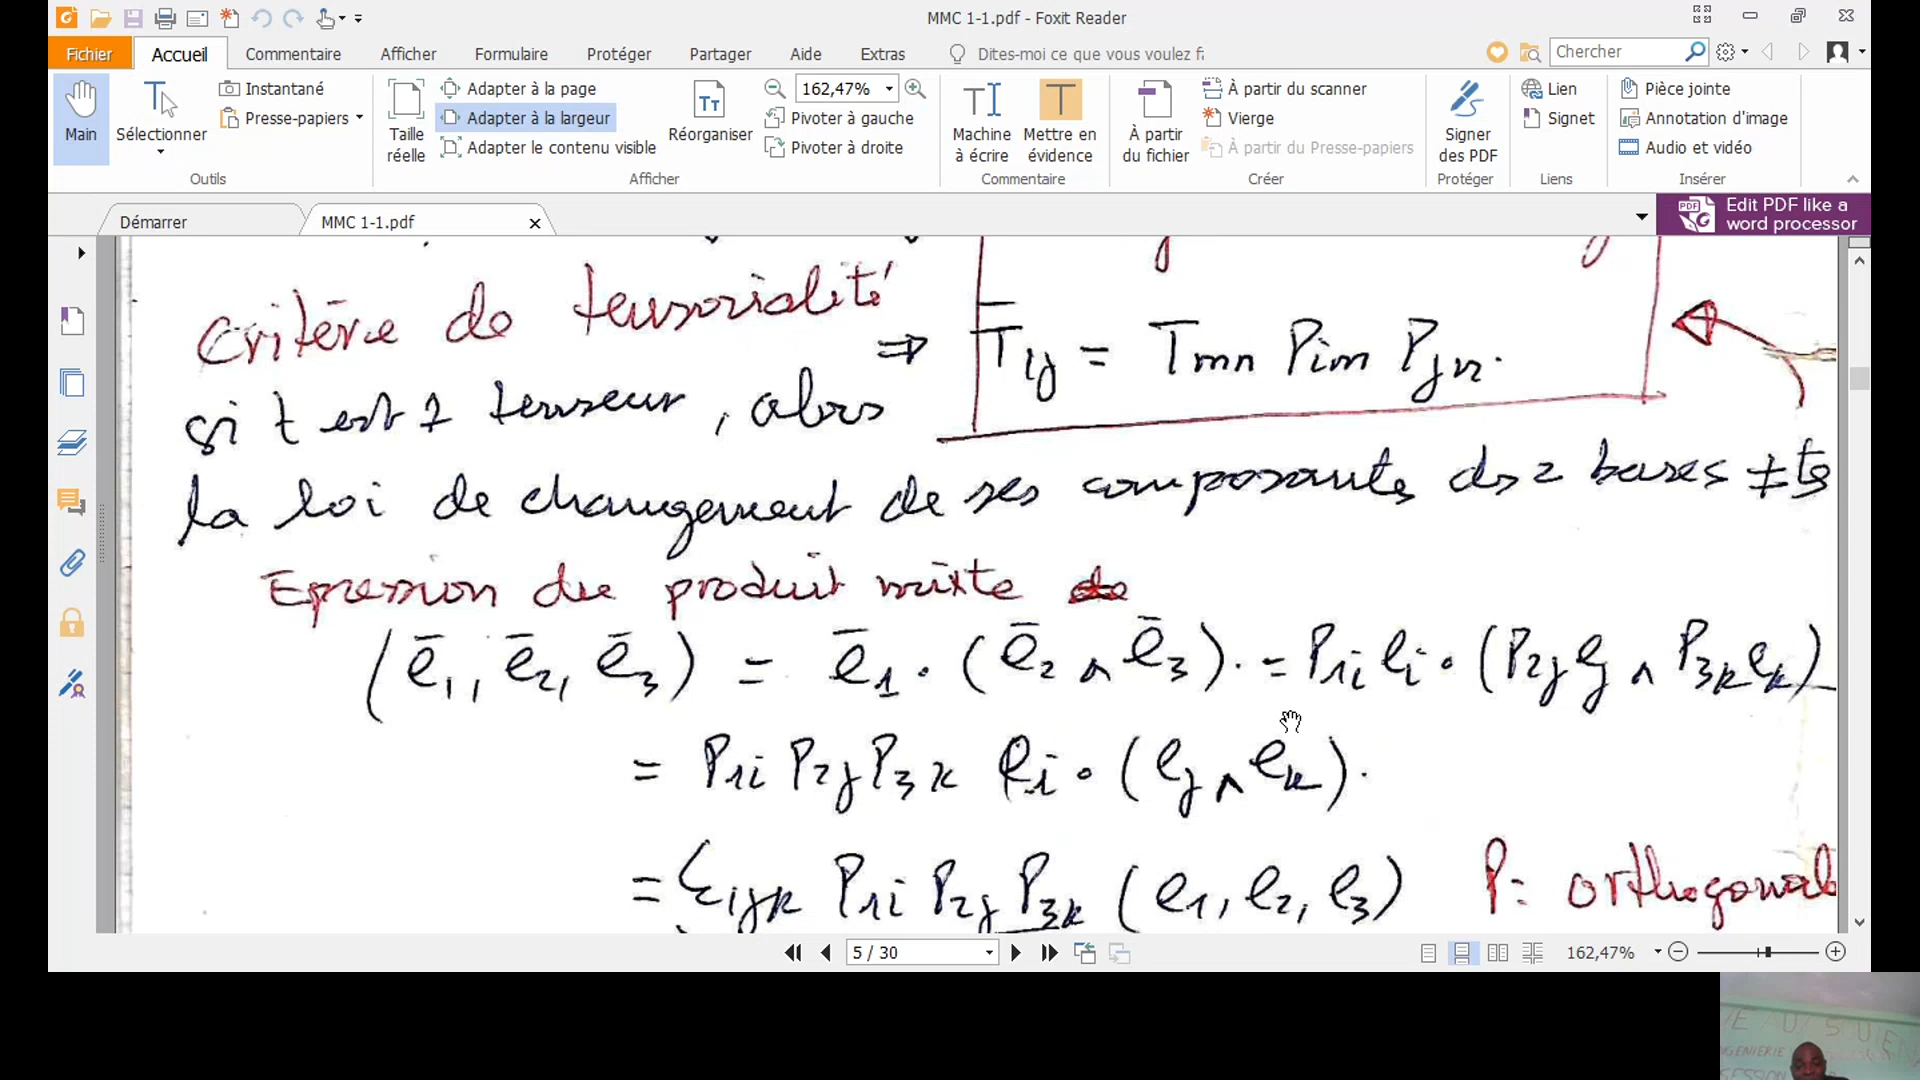 MMC 1-1.pdf - Foxit Reader
Fichier Accueil Commentaire Afficher Formulaire Protéger Partager Aide Extras Dites-moi ce que vous voulez fa Chercher
Main Sélectionner Instantané Presse-papiers Outils
Taille réelle Adapter à la page Adapter à la largeur Adapter le contenu visible Réorganiser 162,47% Pivoter à gauche Pivoter à droite Afficher
Machine à écrire Mettre en évidence Commentaire
À partir du fichier À partir du scanner Vierge À partir du Presse-papiers Créer
Signer des PDF Protéger
Lien Signet Liens
Pièce jointe Annotation d'image Audio et vidéo Insérer
Démarrer MMC 1-1.pdf
Edit PDF like a word processor
Critère de tensorialité
⇒ T̄ij = Tmn Pim Pjn.
si t est 1 tenseur, alors
la loi de changement de ses composantes ds 2 bases ≠tes
Epression du produit mixte
(ē1, ē2, ē3) = ē1 · (ē2 ∧ ē3). = P1i ei · (P2j ej ∧ P3k ek)
= P1i P2j P3k ei · (ej ∧ ek).
= Σijk P1i P2j P3k (e1, e2, e3) P: orthogonal
5 / 30 162,47%